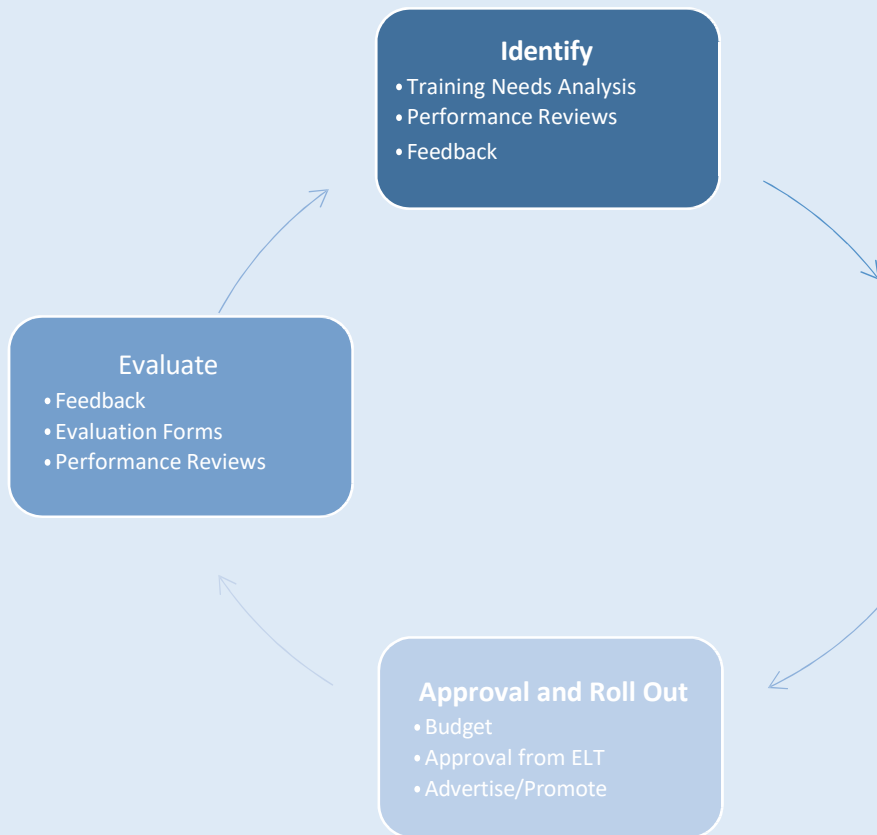 Identify
• Training Needs Analysis
• Performance Reviews
• Feedback
Evaluate
• Feedback
• Evaluation Forms
• Performance Reviews
Approval and Roll Out
• Budget
• Approval from ELT
• Advertise/Promote